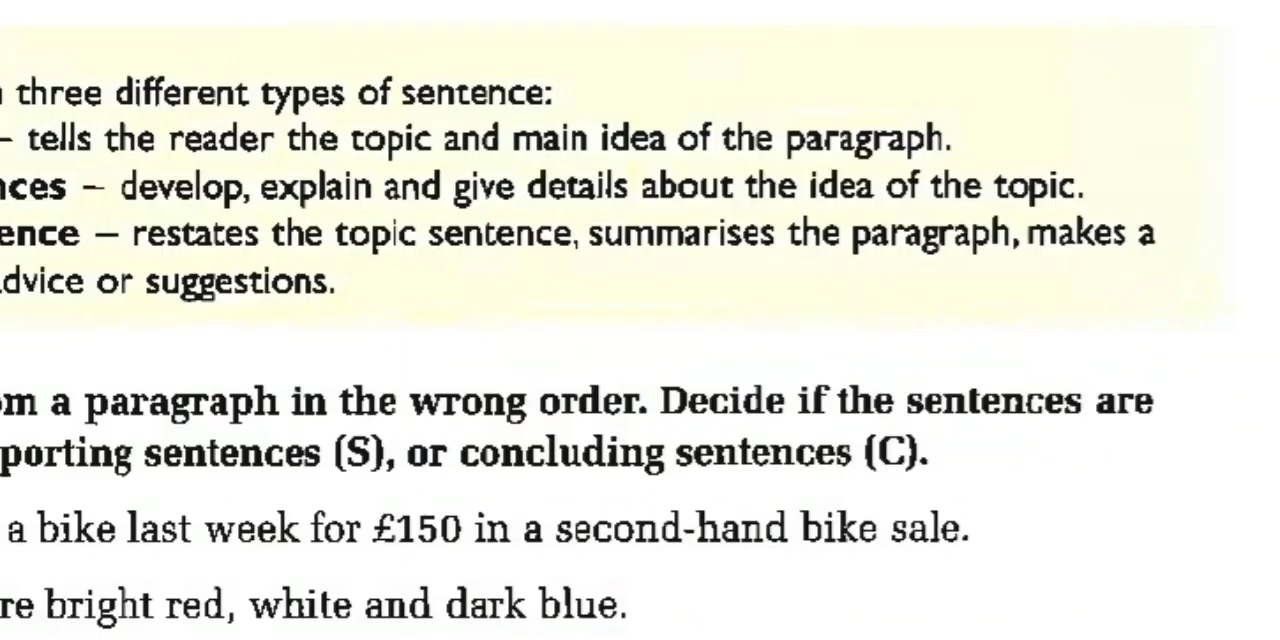 three different types of sentence:
– tells the reader the topic and main idea of the paragraph.
nces – develop, explain and give details about the idea of the topic.
ence – restates the topic sentence, summarises the paragraph, makes a
dvice or suggestions.
om a paragraph in the wrong order. Decide if the sentences are
porting sentences (S), or concluding sentences (C).
a bike last week for £150 in a second-hand bike sale.
re bright red, white and dark blue.